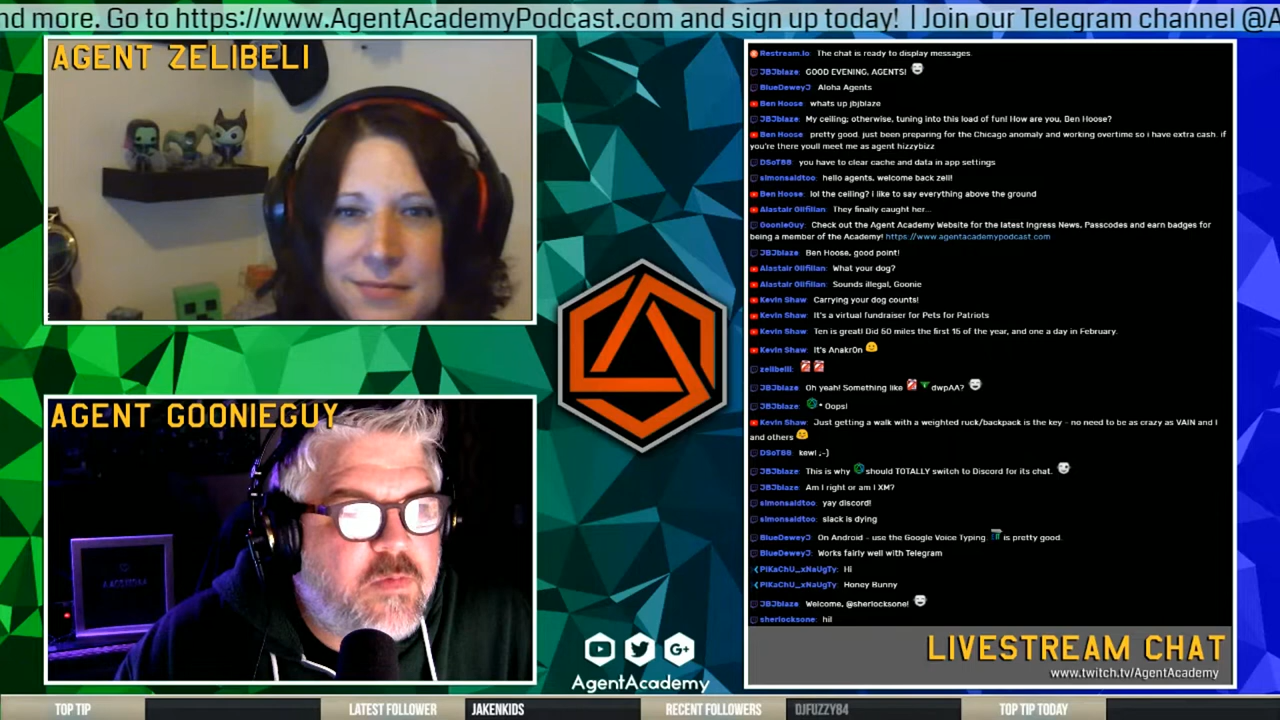 nd more. Go to https://www.AgentAcademyPodcast.com and sign up today! | Join our Telegram channel @A
AGENT ZELIBELI
AGENT GOONIEGUY
AgentAcademy
Restream.io The chat is ready to display messages.
JBJblaze: GOOD EVENING, AGENTS!
BlueDeweyJ: Aloha Agents
Ben Hoose whats up jbjblaze
JBJblaze: My ceiling; otherwise, tuning into this load of fun! How are you, Ben Hoose?
Ben Hoose pretty good. just been preparing for the Chicago anomaly and working overtime so i have extra cash. if
you're there youll meet me as agent hizzybizz
DSoT88: you have to clear cache and data in app settings
simonsaidtoo: hello agents, welcome back zeli!
Ben Hoose lol the ceiling? i like to say everything above the ground
Alastair Gilfillan: They finally caught her...
GoonieGuy: Check out the Agent Academy Website for the latest Ingress News, Passcodes and earn badges for
being a member of the Academy! https://www.agentacademypodcast.com
JBJblaze: Ben Hoose, good point!
Alastair Gilfillan: What your dog?
Alastair Gilfillan: Sounds illegal, Goonie
Kevin Shaw: Carrying your dog counts!
Kevin Shaw: It's a virtual fundraiser for Pets for Patriots
Kevin Shaw: Ten is great! Did 50 miles the first 15 of the year, and one a day in February.
Kevin Shaw: It's Anakr0n
zelibelli:
JBJblaze: Oh yeah! Something like dwpAA?
JBJblaze: * Oops!
Kevin Shaw: Just getting a walk with a weighted ruck/backpack is the key - no need to be as crazy as VAIN and I
and others
DSoT88: kewl ,-)
JBJblaze: This is why should TOTALLY switch to Discord for its chat.
JBJblaze: Am I right or am I XM?
simonsaidtoo: yay discord!
simonsaidtoo: slack is dying
BlueDeweyJ: On Android - use the Google Voice Typing. is pretty good.
BlueDeweyJ: Works fairly well with Telegram
PiKaChU_xNaUgTy: Hi
PiKaChU_xNaUgTy: Honey Bunny
JBJblaze: Welcome, @sherlocksone!
sherlocksone: hi!
LIVESTREAM CHAT
www.twitch.tv/AgentAcademy
TOP TIP
LATEST FOLLOWER
JAKENKIDS
RECENT FOLLOWERS
DJFUZZY84
TOP TIP TODAY